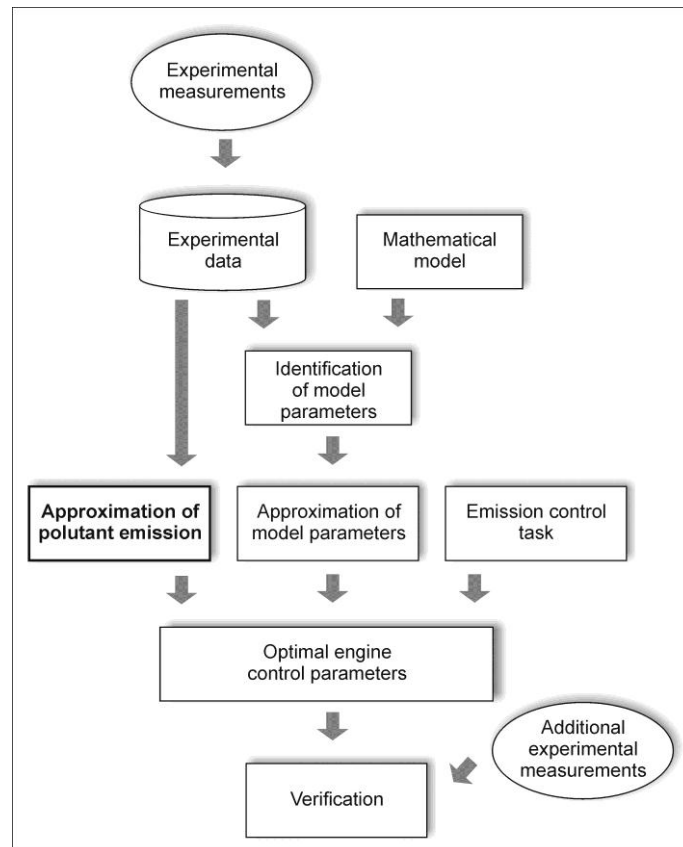 Experimental
measurements
Experimental
data
Mathematical
model
Identification
of model
parameters
Approximation of
polutant emission
Approximation of
model parameters
Emission control
task
Optimal engine
control parameters
Additional
experimental
measurements
Verification